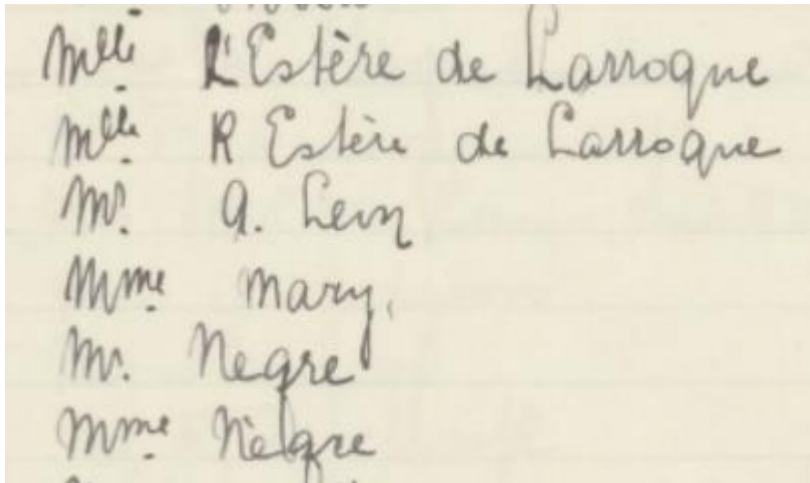 Mlle L'Estère de Larroque
Mlle R Estère de Larroque
Mr. A. Levy
Mme Mary.
Mr. Negre
Mme Nègre